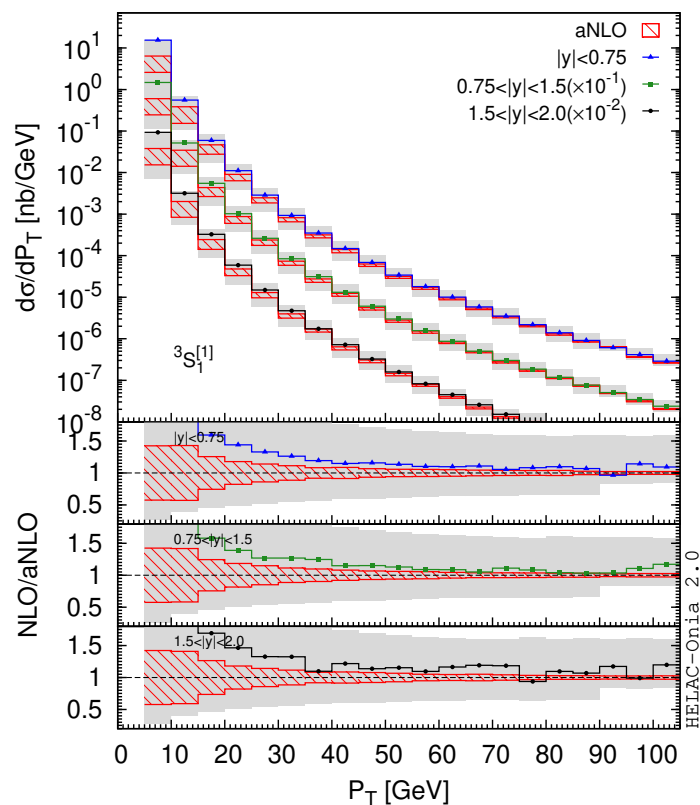 aNLO
|y|<0.75
0.75<|y|<1.5(×10⁻¹)
1.5<|y|<2.0(×10⁻²)
10¹
10⁰
10⁻¹
10⁻²
10⁻³
10⁻⁴
10⁻⁵
10⁻⁶
10⁻⁷
10⁻⁸
dσ/dP_T [nb/GeV]
³S₁^[1]
|y|<0.75
1.5
1
0.5
0.75<|y|<1.5
1.5
1
0.5
1.5<|y|<2.0
1.5
1
0.5
NLO/aNLO
0 10 20 30 40 50 60 70 80 90 100
P_T [GeV]
HELAC-Onia 2.0